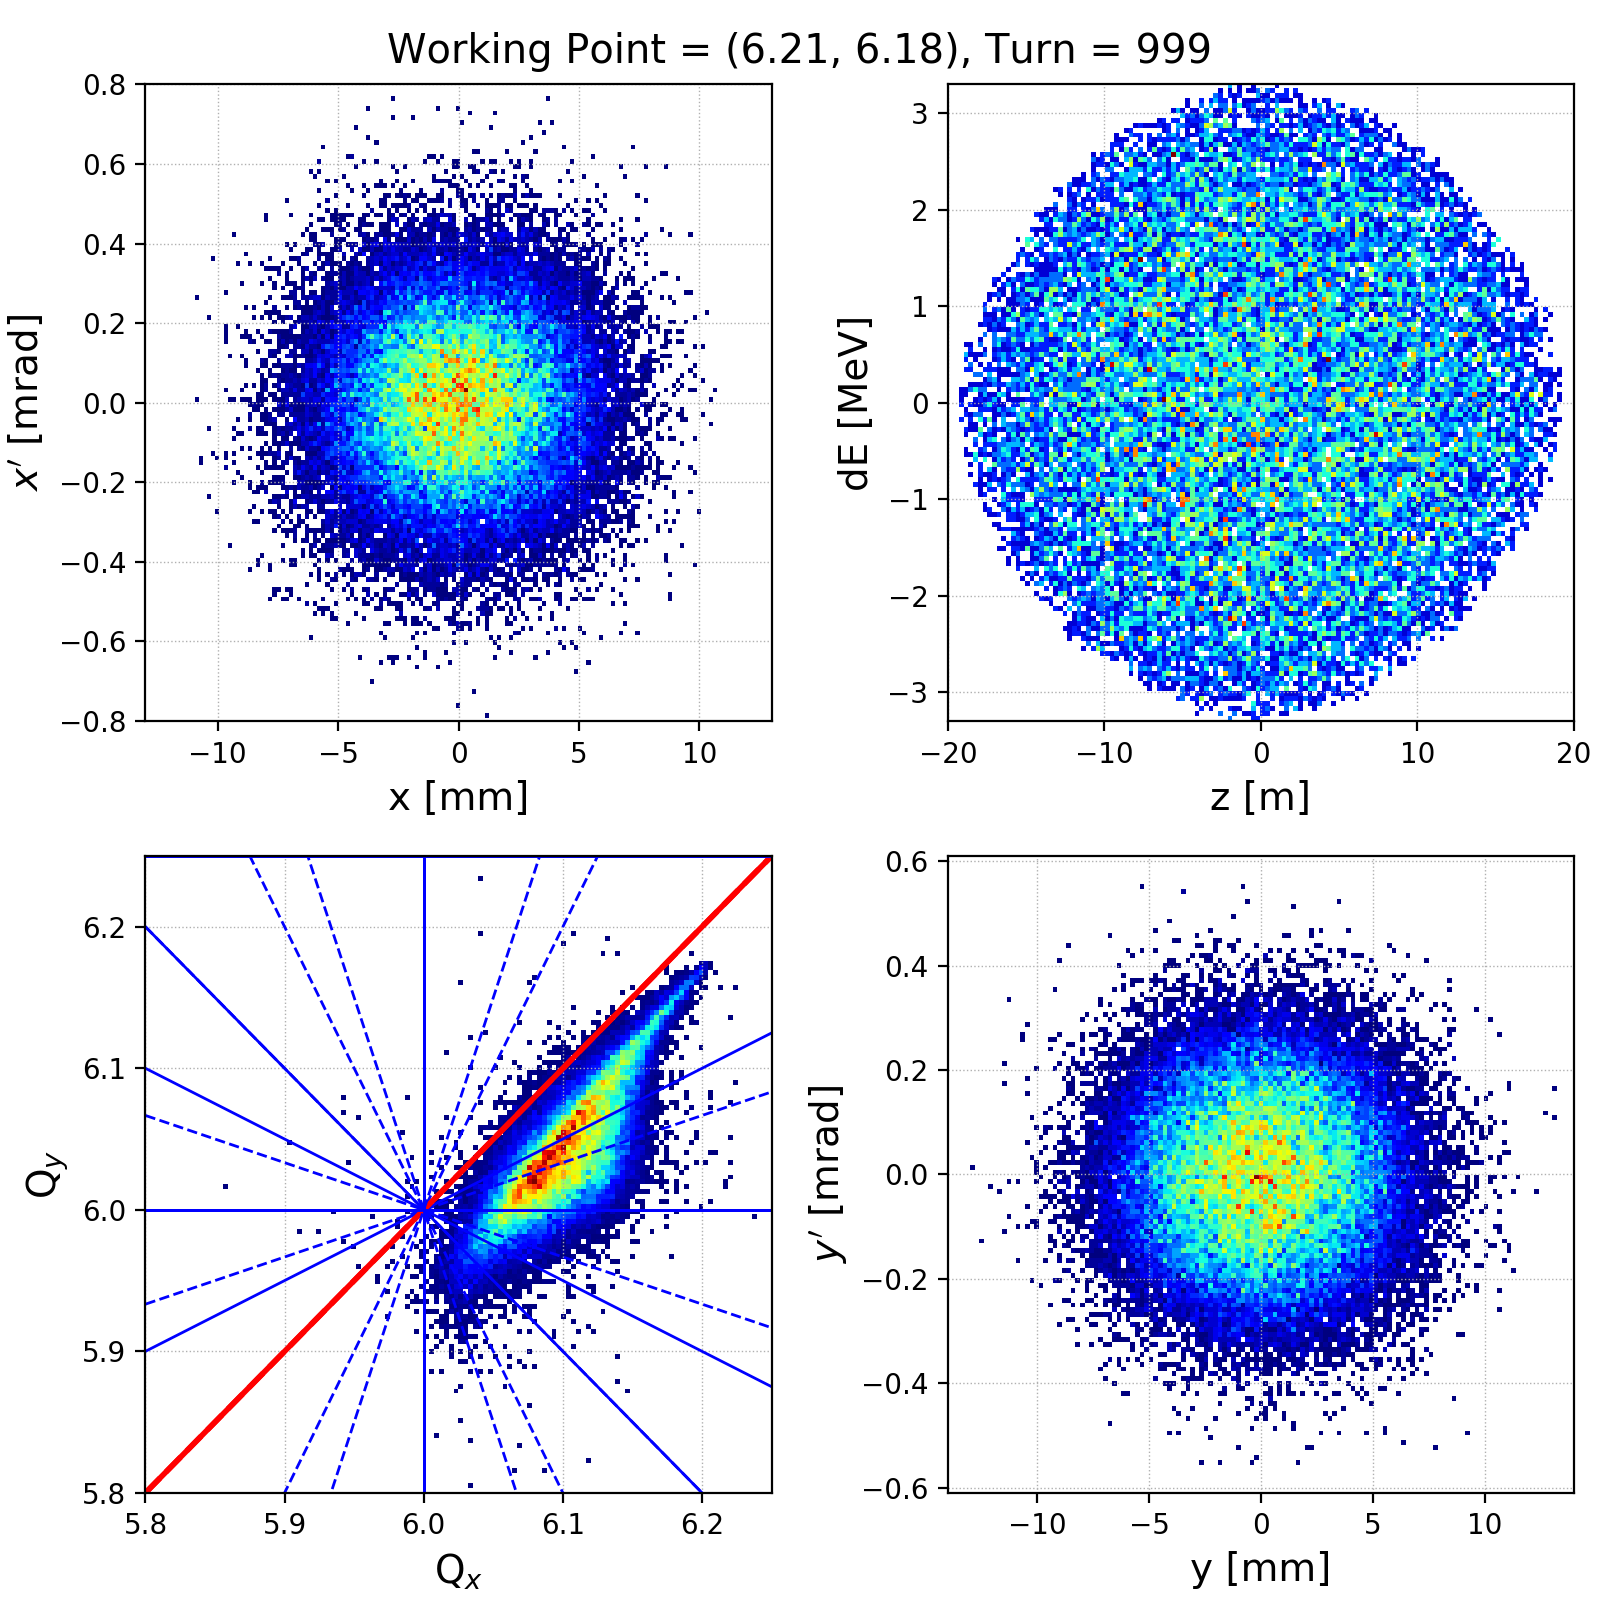 Working Point = (6.21, 6.18), Turn = 999
0.8
0.6
0.4
0.2
0.0
−0.2
−0.4
−0.6
−0.8
x′ [mrad]
−10 −5 0 5 10
x [mm]
3
2
1
0
−1
−2
−3
dE [MeV]
−20 −10 0 10 20
z [m]
6.2
6.1
6.0
5.9
5.8
Qy
5.8 5.9 6.0 6.1 6.2
Qx
0.6
0.4
0.2
0.0
−0.2
−0.4
−0.6
y′ [mrad]
−10 −5 0 5 10
y [mm]